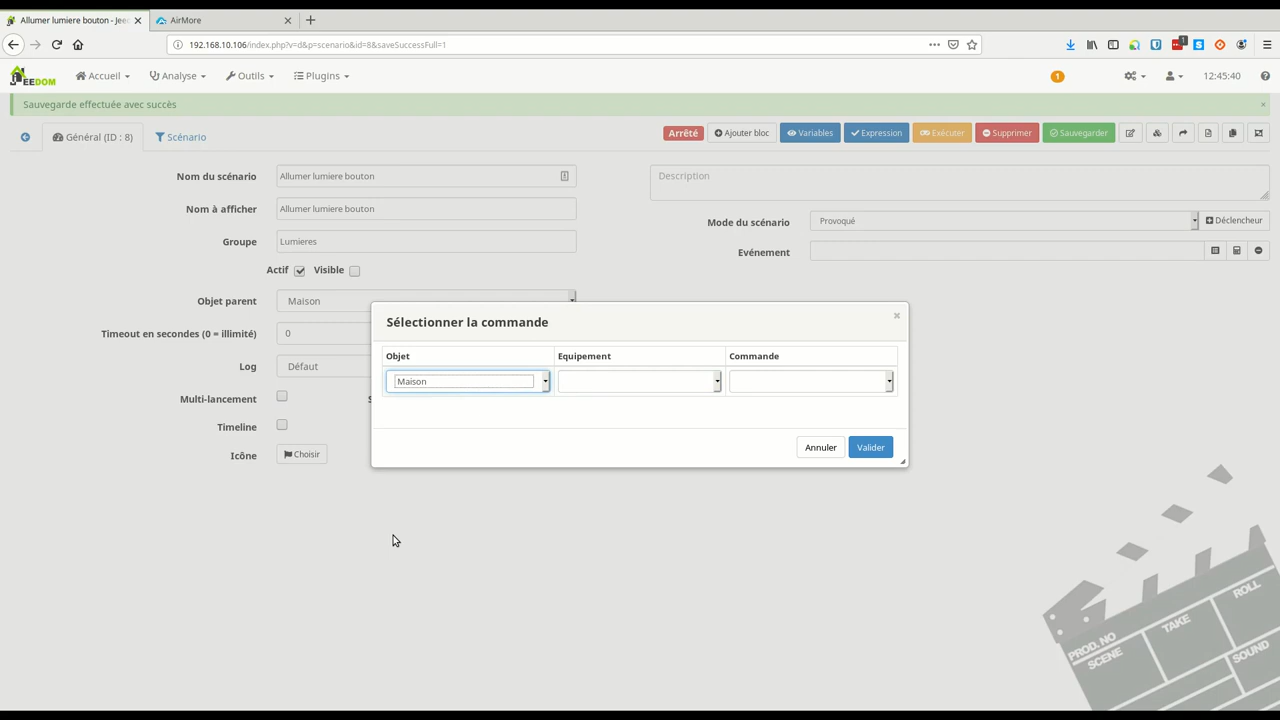 Allumer lumiere bouton - Jee
AirMore
192.168.10.106/index.php?v=d&p=scenario&id=8&saveSuccessFull=1
1
JEEDOM
Accueil
Analyse
Outils
Plugins
1
12:45:40
Sauvegarde effectuée avec succès
×
Général (ID : 8)
Scénario
Arrêté
Ajouter bloc
Variables
Expression
Exécuter
Supprimer
Sauvegarder
Nom du scénario
Allumer lumiere bouton
Description
Nom à afficher
Allumer lumiere bouton
Mode du scénario
Provoqué
Déclencheur
Groupe
Lumieres
Evénement
Actif
Visible
Objet parent
Maison
Timeout en secondes (0 = illimité)
0
Log
Défaut
Multi-lancement
S
Timeline
Icône
Choisir
Sélectionner la commande
×
Objet
Equipement
Commande
Maison
Annuler
Valider
PROD.NO
SCENE
TAKE
ROLL
SOUND